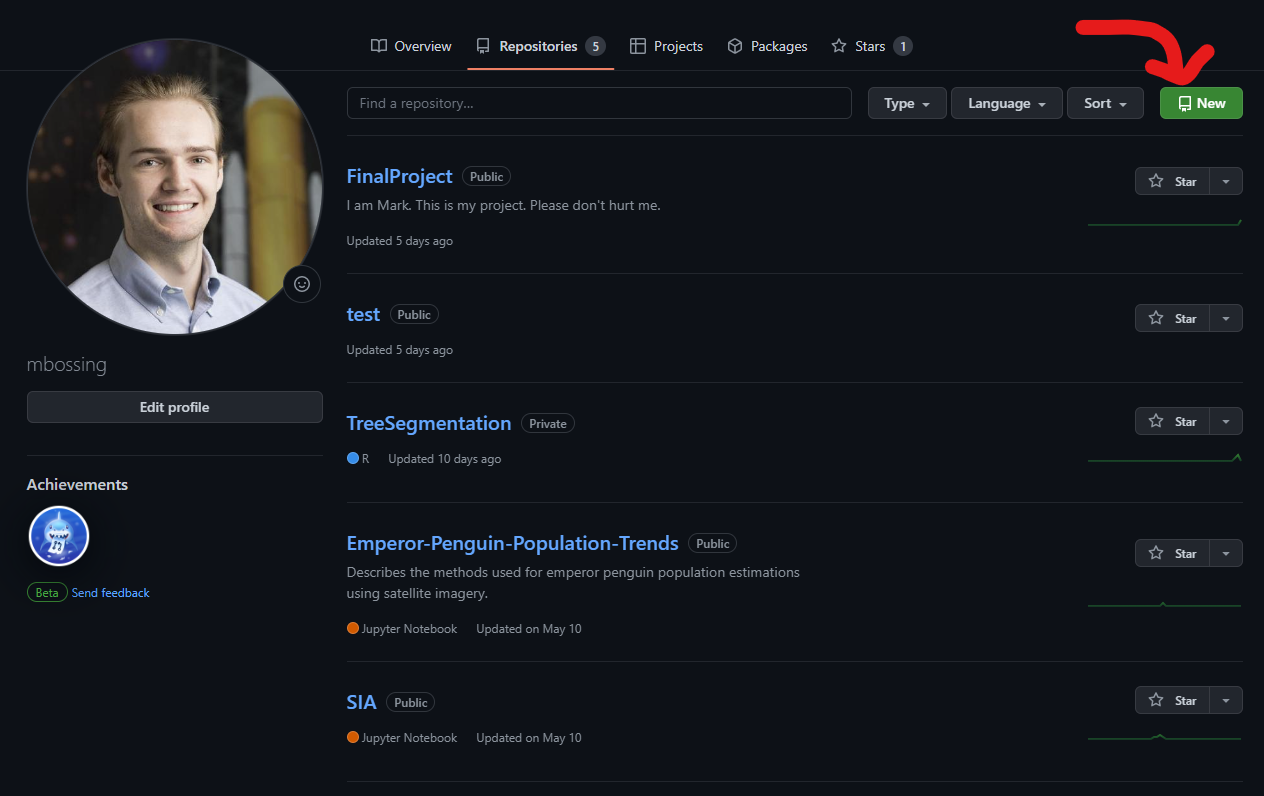 Overview Repositories 5 Projects Packages Stars 1
Find a repository... Type Language Sort New
FinalProject Public Star
I am Mark. This is my project. Please don't hurt me.
Updated 5 days ago
test Public Star
Updated 5 days ago
mbossing
Edit profile
TreeSegmentation Private Star
R Updated 10 days ago
Achievements
Beta Send feedback
Emperor-Penguin-Population-Trends Public Star
Describes the methods used for emperor penguin population estimations
using satellite imagery.
Jupyter Notebook Updated on May 10
SIA Public Star
Jupyter Notebook Updated on May 10